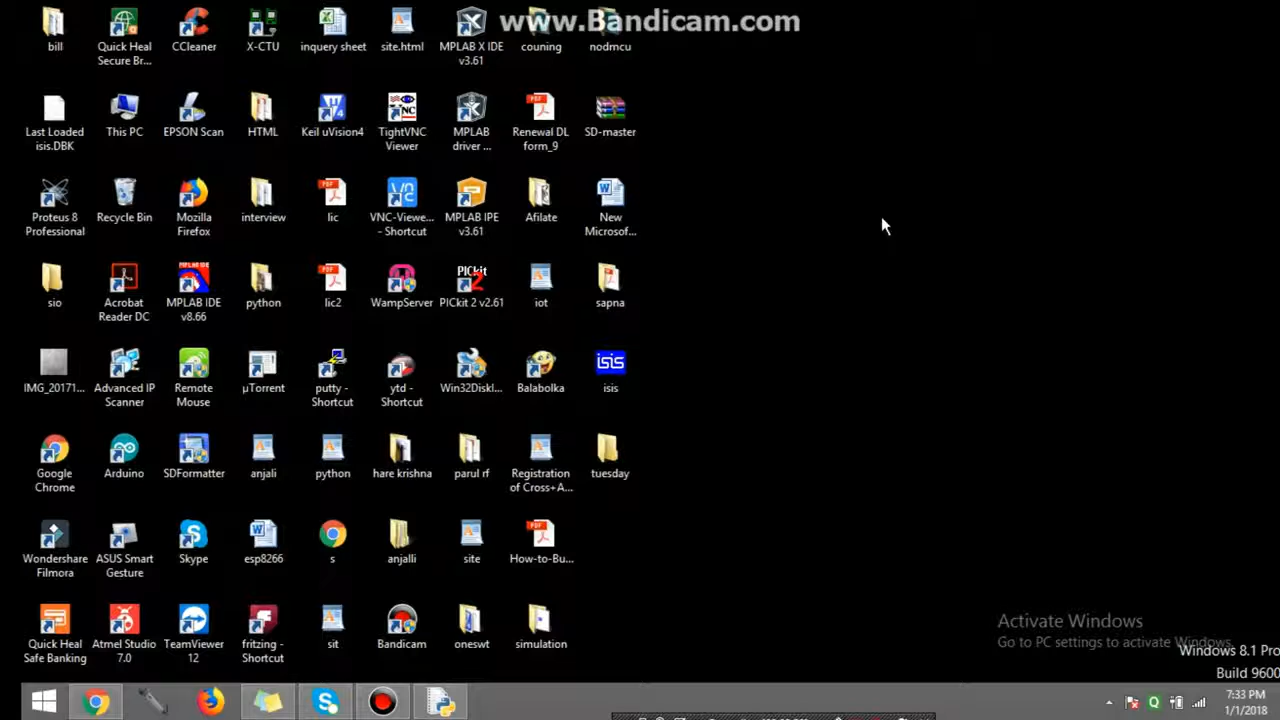 www.Bandicam.com
bill
Quick Heal
Secure Br...
CCleaner
X-CTU
inquery sheet
site.html
MPLAB X IDE
v3.61
couning
nodmcu
Last Loaded
isis.DBK
This PC
EPSON Scan
HTML
Keil uVision4
TightVNC
Viewer
MPLAB
driver ...
Renewal DL
form_9
SD-master
Proteus 8
Professional
Recycle Bin
Mozilla
Firefox
interview
lic
VNC-Viewe...
- Shortcut
MPLAB IPE
v3.61
Afilate
New
Microsof...
sio
Acrobat
Reader DC
MPLAB IDE
v8.66
python
lic2
WampServer
PICkit 2 v2.61
iot
sapna
IMG_20171...
Advanced IP
Scanner
Remote
Mouse
µTorrent
putty -
Shortcut
ytd -
Shortcut
Win32DiskI...
Balabolka
isis
Google
Chrome
Arduino
SDFormatter
anjali
python
hare krishna
parul rf
Registration
of Cross+A...
tuesday
Wondershare
Filmora
ASUS Smart
Gesture
Skype
esp8266
s
anjalli
site
How-to-Bu...
Quick Heal
Safe Banking
Atmel Studio
7.0
TeamViewer
12
fritzing -
Shortcut
sit
Bandicam
oneswt
simulation
Activate Windows
Go to PC settings to activate Windows.
Windows 8.1 Pro
Build 9600
7:33 PM
1/1/2018